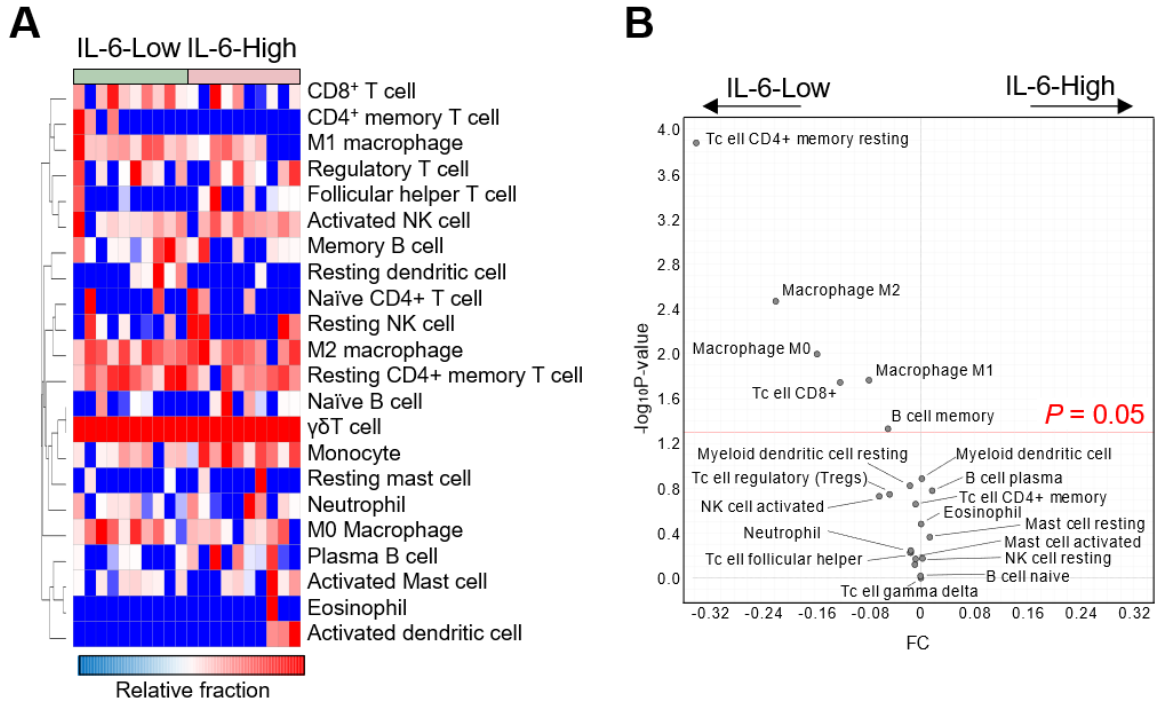 A
IL-6-Low IL-6-High
CD8⁺ T cell
CD4⁺ memory T cell
M1 macrophage
Regulatory T cell
Follicular helper T cell
Activated NK cell
Memory B cell
Resting dendritic cell
Naïve CD4+ T cell
Resting NK cell
M2 macrophage
Resting CD4+ memory T cell
Naïve B cell
γδT cell
Monocyte
Resting mast cell
Neutrophil
M0 Macrophage
Plasma B cell
Activated Mast cell
Eosinophil
Activated dendritic cell
Relative fraction
B
IL-6-Low
IL-6-High
4.0
3.6
3.2
2.8
2.4
2.0
1.6
1.2
0.8
0.4
0.0
-log₁₀P-value
Tc ell CD4+ memory resting
Macrophage M2
Macrophage M0
Macrophage M1
Tc ell CD8+
B cell memory
P = 0.05
Myeloid dendritic cell resting
Myeloid dendritic cell
Tc ell regulatory (Tregs)
B cell plasma
NK cell activated
Tc ell CD4+ memory
Eosinophil
Mast cell resting
Neutrophil
Mast cell activated
Tc ell follicular helper
NK cell resting
B cell naive
Tc ell gamma delta
-0.32 -0.24 -0.16 -0.08 0 0.08 0.16 0.24 0.32
FC